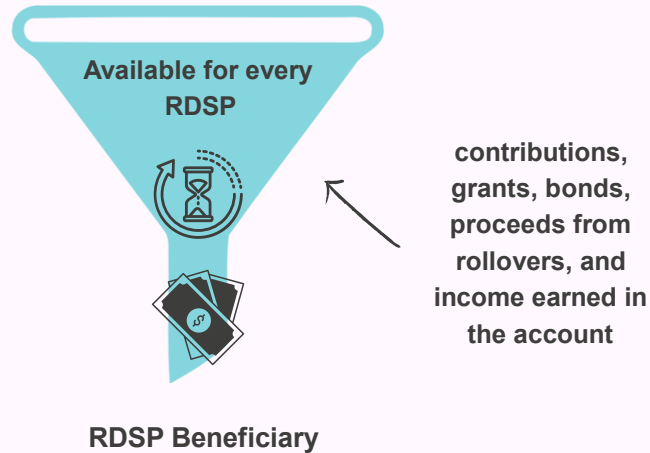 Available for every
RDSP
contributions,
grants, bonds,
proceeds from
rollovers, and
income earned in
the account
$
RDSP Beneficiary